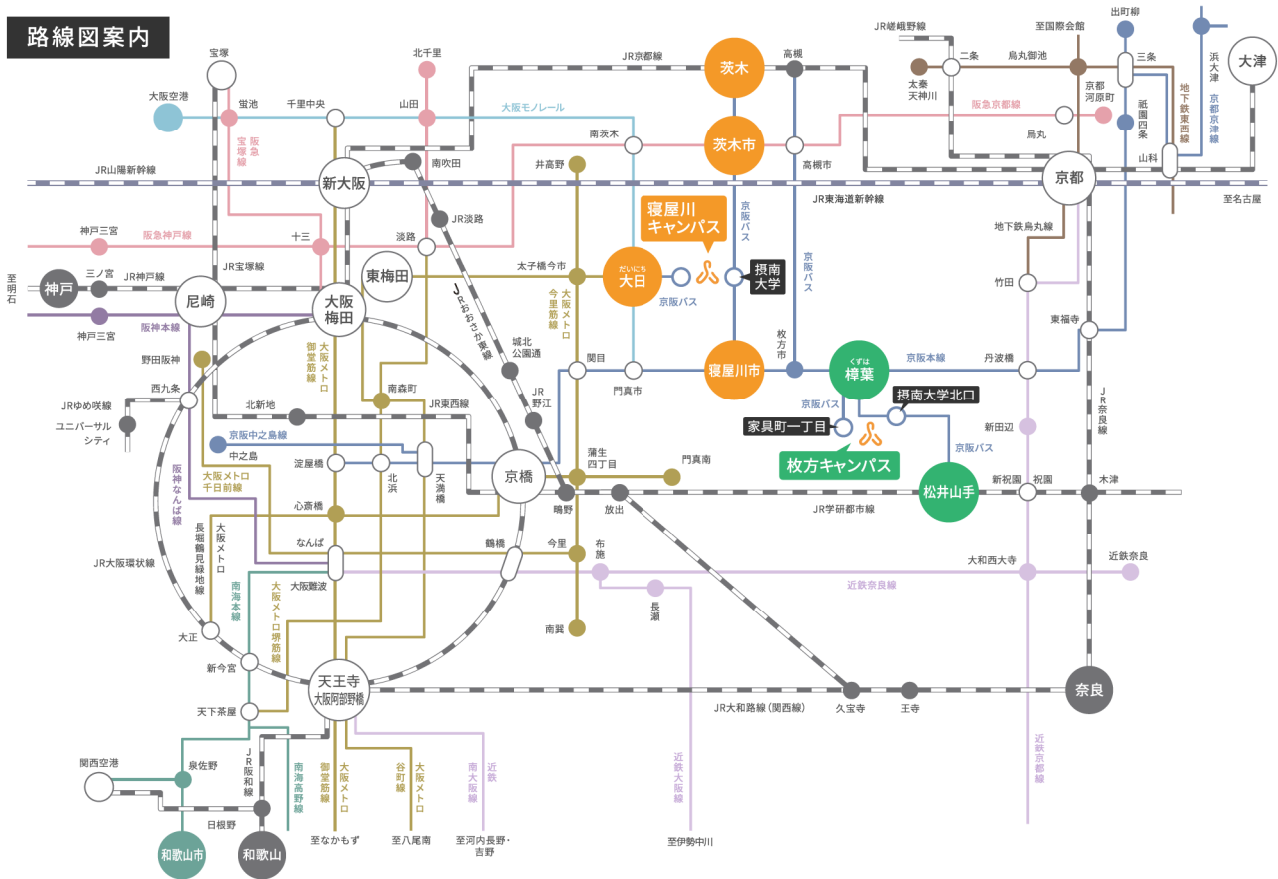 路線図案内
宝塚
北千里
JR京都線
茨木
高槻
JR嵯峨野線
至国際会館
出町柳
二条
烏丸御池
三条
浜大津
大津
太秦
天神川
京都
河原町
地下鉄東西線
京都京津線
大阪空港
蛍池
千里中央
山田
大阪モノレール
阪急京都線
祇園四条
阪急
宝塚線
南茨木
茨木市
烏丸
JR山陽新幹線
新大阪
南吹田
井高野
高槻市
山科
京都
JR東海道新幹線
至名古屋
京阪バス
寝屋川
キャンパス
神戸三宮
阪急神戸線
十三
JR淡路
淡路
地下鉄烏丸線
至明石
神戸
三ノ宮
JR神戸線
JR宝塚線
東梅田
太子橋今市
だいにち
大日
京阪バス
摂南
大学
京阪バス
竹田
尼崎
大阪
梅田
JRおおさか東線
大阪メトロ
今里筋線
神戸三宮
阪神本線
東福寺
野田阪神
大阪メトロ
御堂筋線
城北
公園通
関目
門真市
寝屋川市
枚方市
くずは
樟葉
京阪本線
丹波橋
西九条
南森町
JR東西線
JR
野江
京阪バス
摂南大学北口
JR奈良線
JRゆめ咲線
北新地
ユニバーサル
シティ
家具町一丁目
新田辺
京阪中之島線
中之島
京阪バス
枚方キャンパス
淀屋橋
北浜
天満橋
京橋
蒲生
四丁目
門真南
大阪メトロ
千日前線
阪神なんば線
松井山手
新祝園
祝園
木津
心斎橋
鴫野
放出
JR学研都市線
大阪メトロ
長堀鶴見緑地線
なんば
鶴橋
今里
布施
大和西大寺
近鉄奈良
JR大阪環状線
大阪難波
近鉄奈良線
南海本線
大阪メトロ堺筋線
長瀬
大正
南巽
新今宮
天王寺
大阪阿部野橋
奈良
天下茶屋
JR大和路線(関西線)
久宝寺
王寺
関西空港
泉佐野
JR阪和線
南海高野線
大阪メトロ
御堂筋線
大阪メトロ
谷町線
近鉄
南大阪線
近鉄大阪線
近鉄京都線
日根野
和歌山市
和歌山
至なかもず
至八尾南
至河内長野・
吉野
至伊勢中川